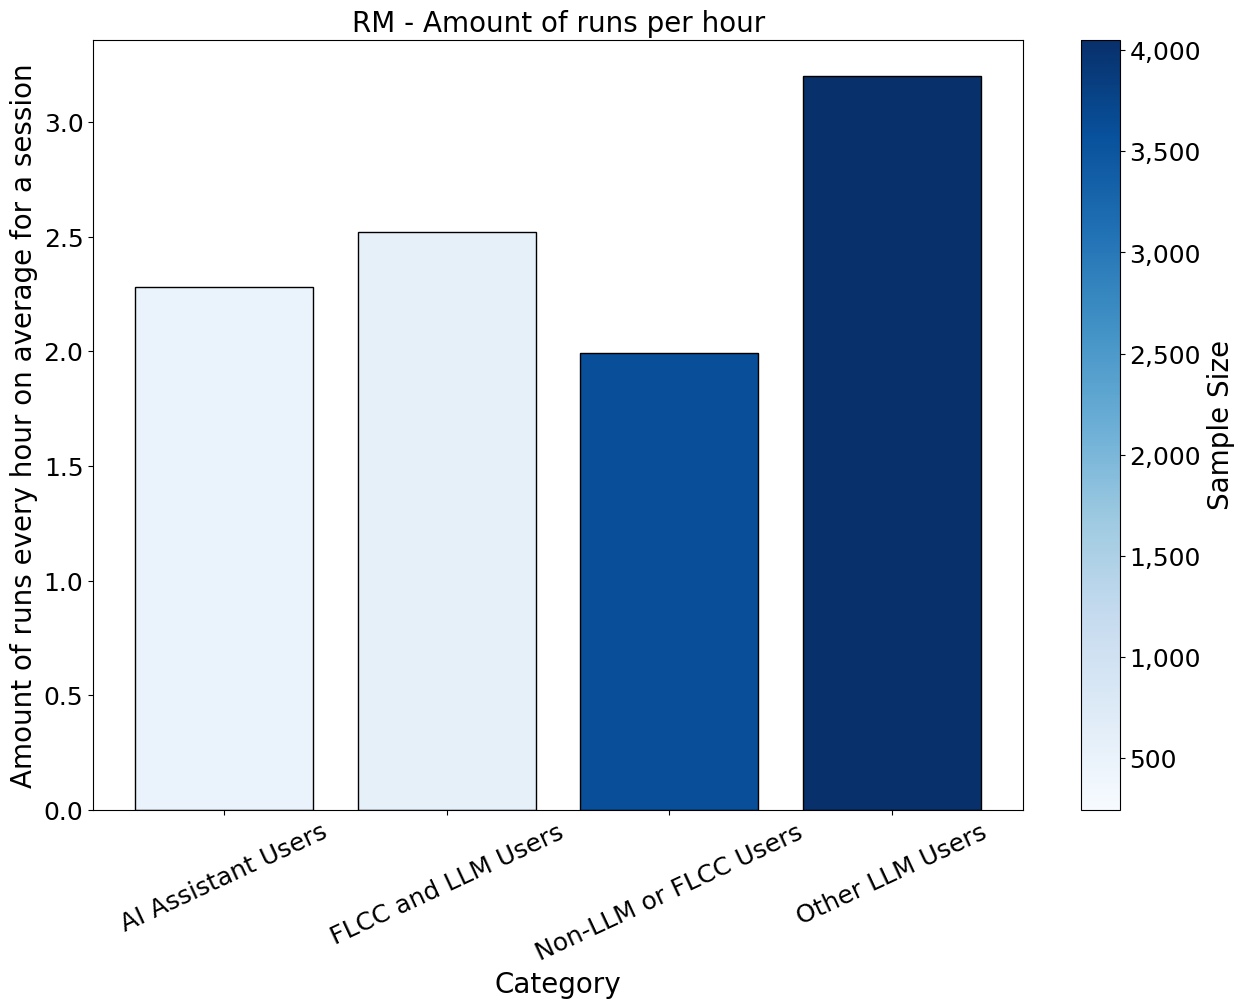 RM - Amount of runs per hour
Amount of runs every hour on average for a session
3.0
2.5
2.0
1.5
1.0
0.5
0.0
AI Assistant Users
FLCC and LLM Users
Non-LLM or FLCC Users
Other LLM Users
Category
4,000
3,500
3,000
2,500
2,000
1,500
1,000
500
Sample Size